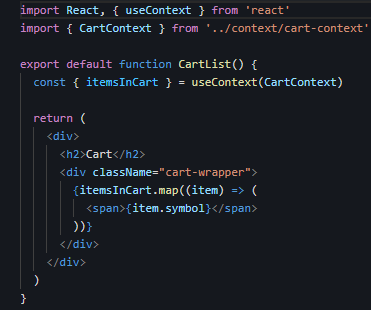 import React, { useContext } from 'react'
import { CartContext } from '../context/cart-context'

export default function CartList() {
  const { itemsInCart } = useContext(CartContext)

  return (
    <div>
      <h2>Cart</h2>
      <div className="cart-wrapper">
        {itemsInCart.map((item) => (
          <span>{item.symbol}</span>
        ))}
      </div>
    </div>
  )
}